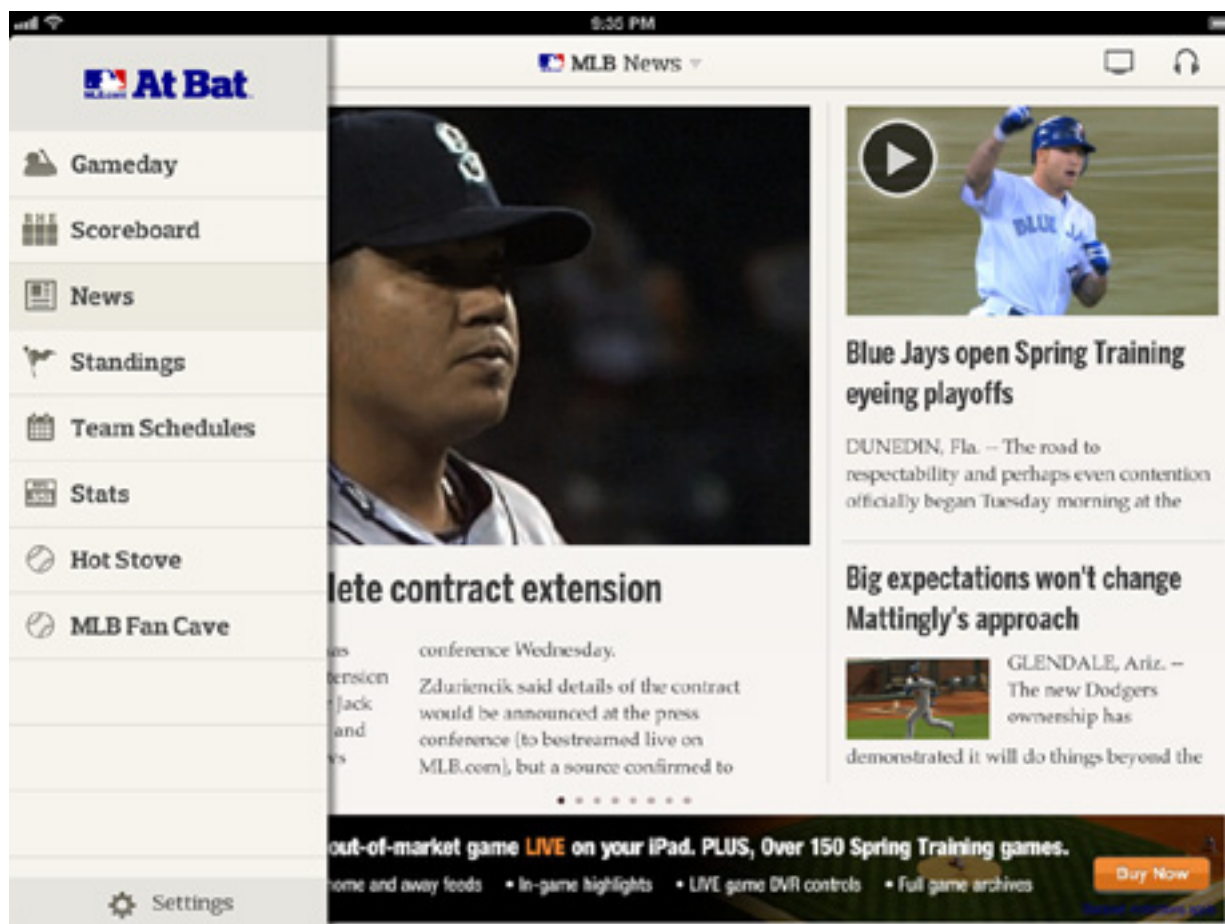 9:35 PM
At Bat
MLB News
Gameday
Scoreboard
News
Standings
Team Schedules
Stats
Hot Stove
MLB Fan Cave
Settings
lete contract extension
as
tension
Jack
and
conference Wednesday.
Zduriencik said details of the contract
would be announced at the press
conference (to bestreamed live on
MLB.com), but a source confirmed to
BLUE JA
Blue Jays open Spring Training
eyeing playoffs
DUNEDIN, Fla. -- The road to
respectability and perhaps even contention
officially began Tuesday morning at the
Big expectations won't change
Mattingly's approach
GLENDALE, Ariz. --
The new Dodgers
ownership has
demonstrated it will do things beyond the
out-of-market game LIVE on your iPad. PLUS, Over 150 Spring Training games.
ome and away feeds • In-game highlights • LIVE game DVR controls • Full game archives
Buy Now